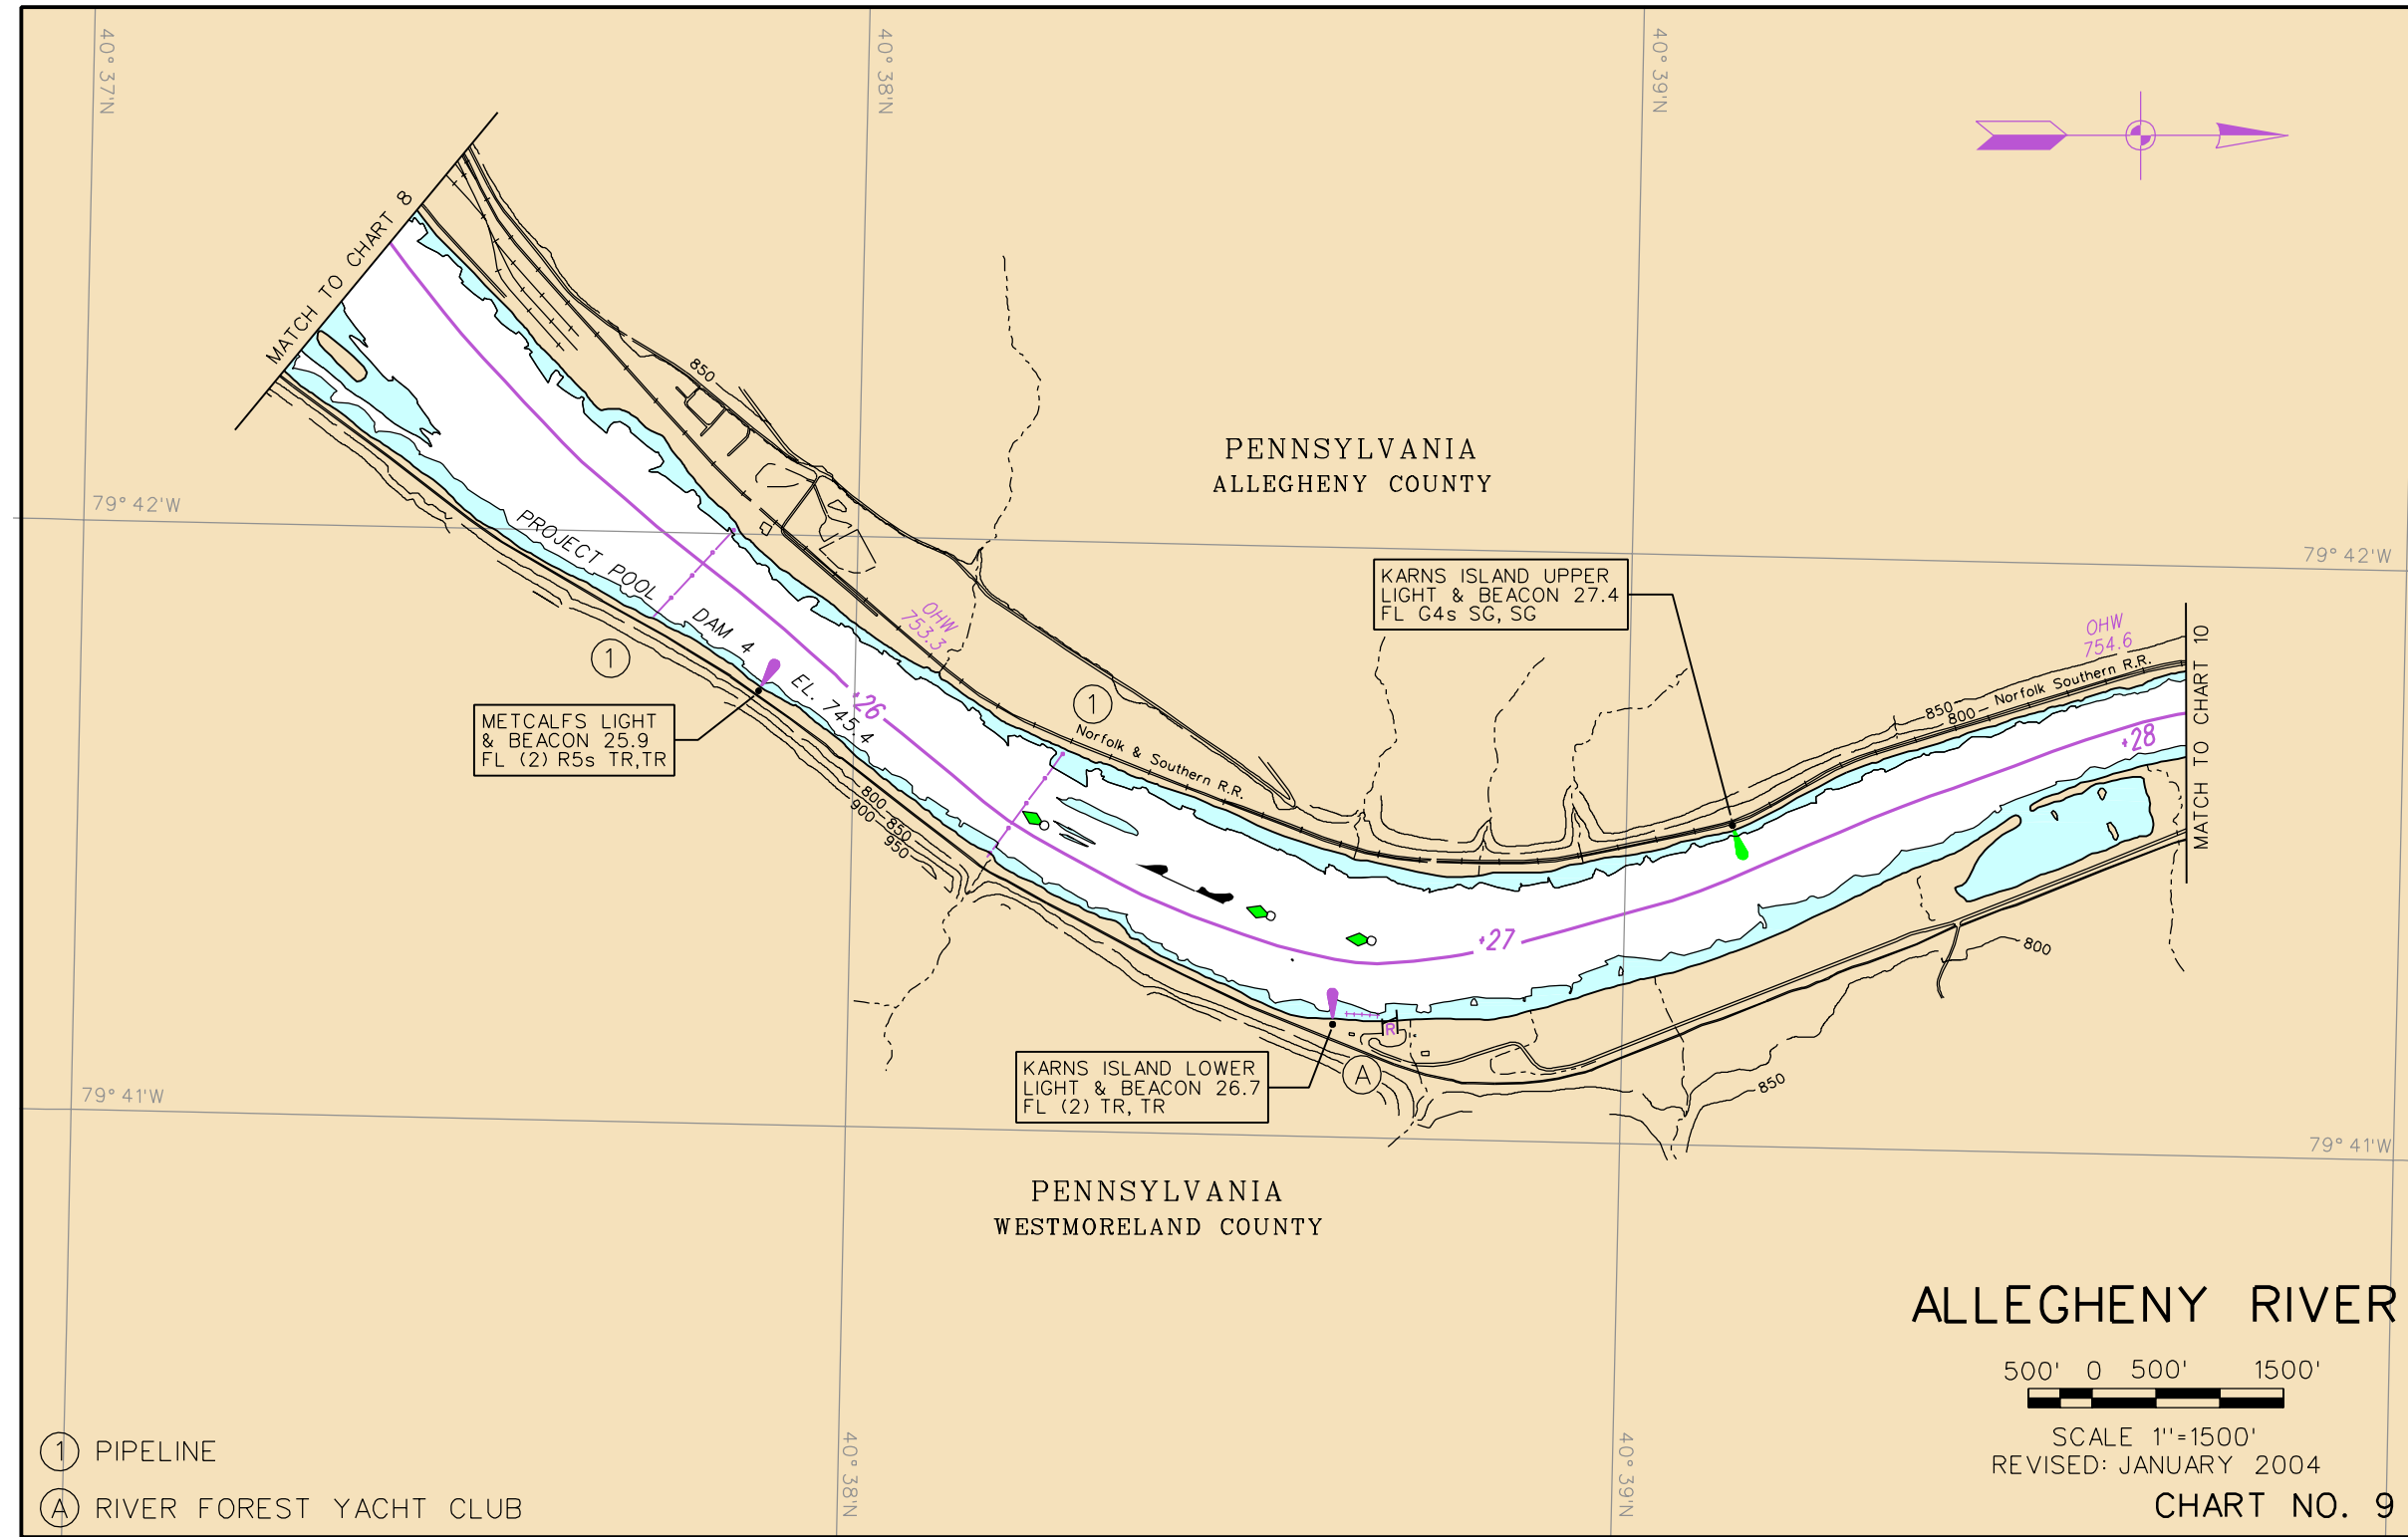 40° 37'N
40° 38'N
40° 39'N
MATCH TO CHART 8
850
PENNSYLVANIA
ALLEGHENY COUNTY
79° 42'W
79° 42'W
PROJECT POOL DAM 4 EL. 745.4
KARNS ISLAND UPPER
LIGHT & BEACON 27.4
FL G4s SG, SG
OHW
753.3
OHW
754.6
1
1
METCALFS LIGHT
& BEACON 25.9
FL (2) R5s TR,TR
26
Norfolk & Southern R.R.
850
800
Norfolk Southern R.R.
28
MATCH TO CHART 10
800
850
900
950
27
800
R
KARNS ISLAND LOWER
LIGHT & BEACON 26.7
FL (2) TR, TR
A
850
79° 41'W
79° 41'W
PENNSYLVANIA
WESTMORELAND COUNTY
ALLEGHENY RIVER
500' 0 500' 1500'
SCALE 1"=1500'
REVISED: JANUARY 2004
CHART NO. 9
40° 38'N
40° 39'N
1 PIPELINE
A RIVER FOREST YACHT CLUB